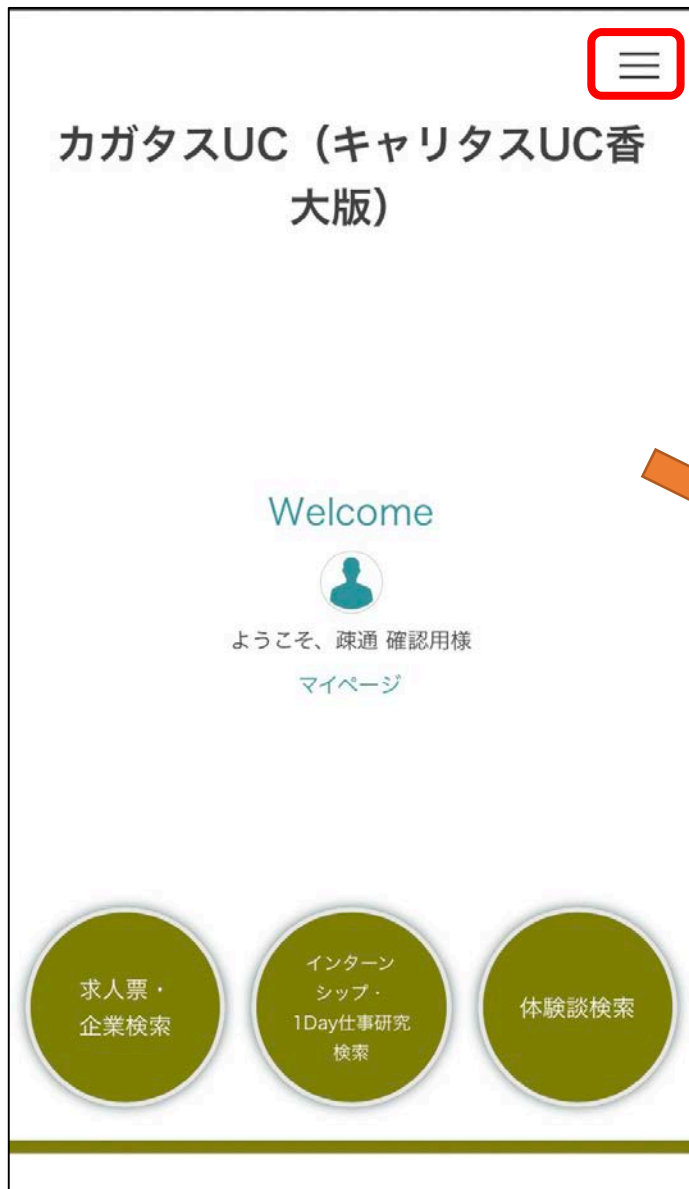 カガタスUC（キャリタスUC香
大版）
Welcome
ようこそ、疎通 確認用様
マイページ
求人票・
企業検索
インターン
シップ・
1Day仕事研究
検索
体験談検索